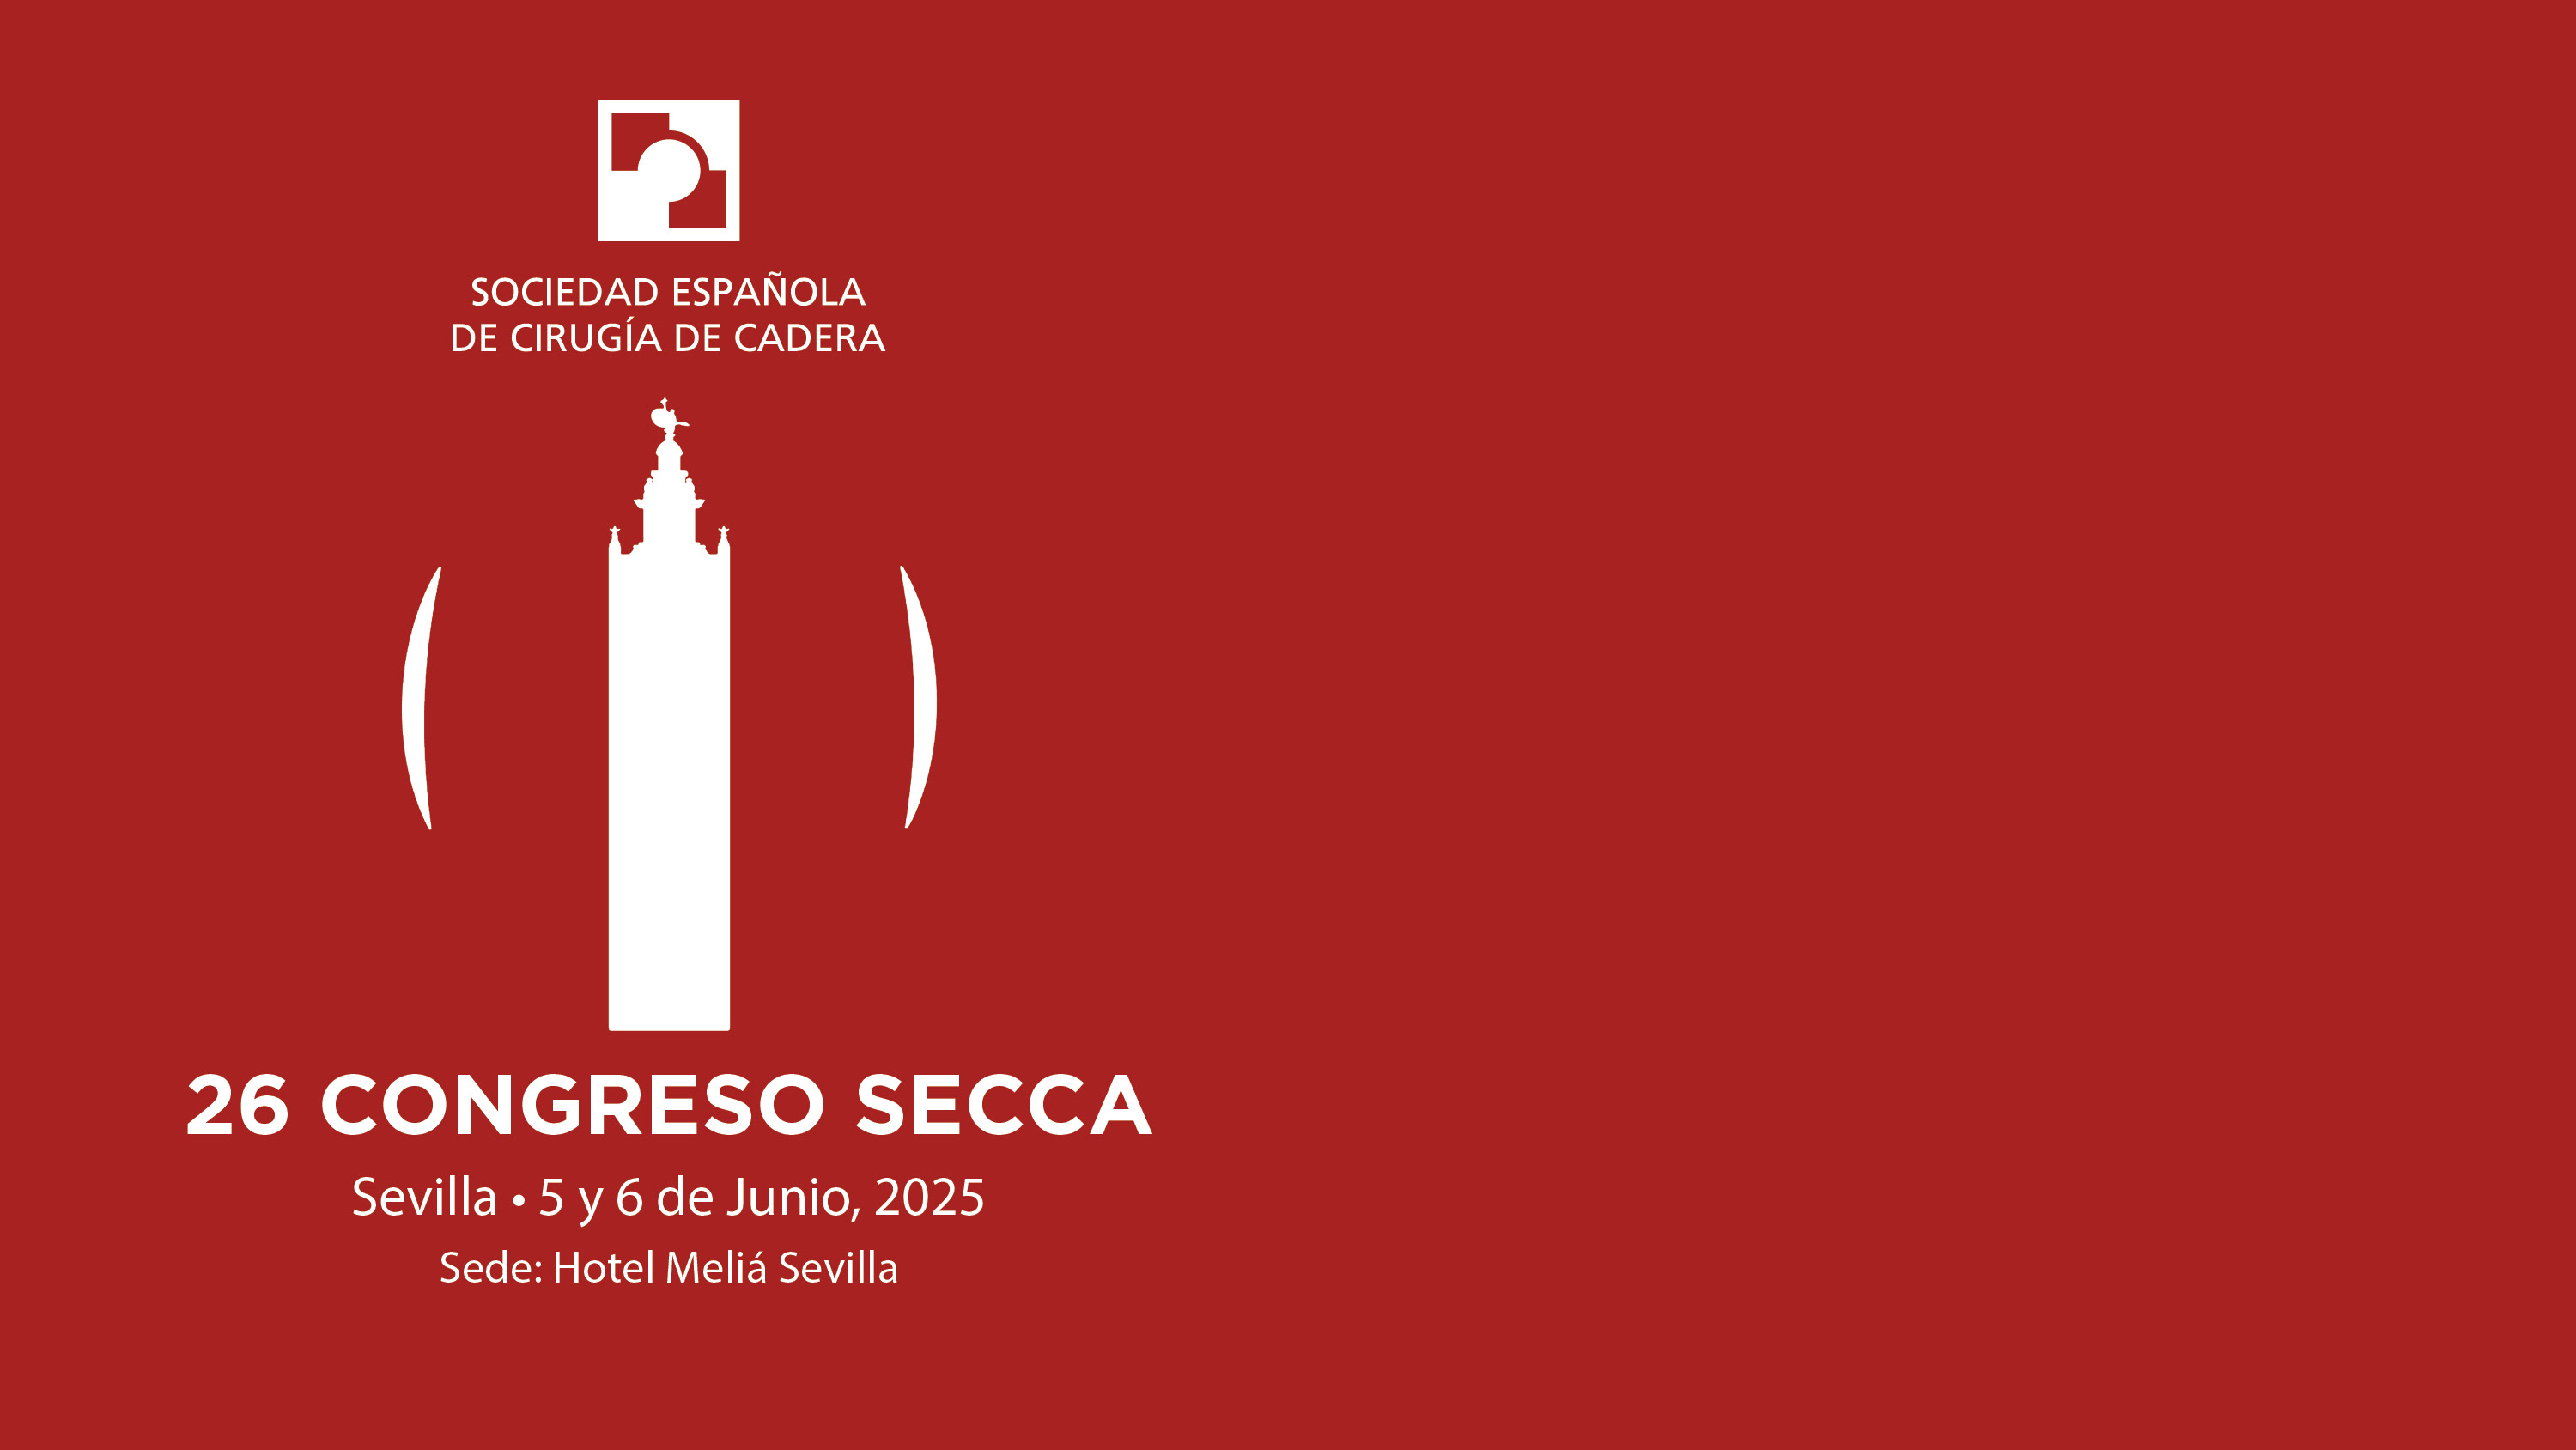 SOCIEDAD ESPAÑOLA
DE CIRUGÍA DE CADERA
26 CONGRESO SECCA
Sevilla • 5 y 6 de Junio, 2025
Sede: Hotel Meliá Sevilla